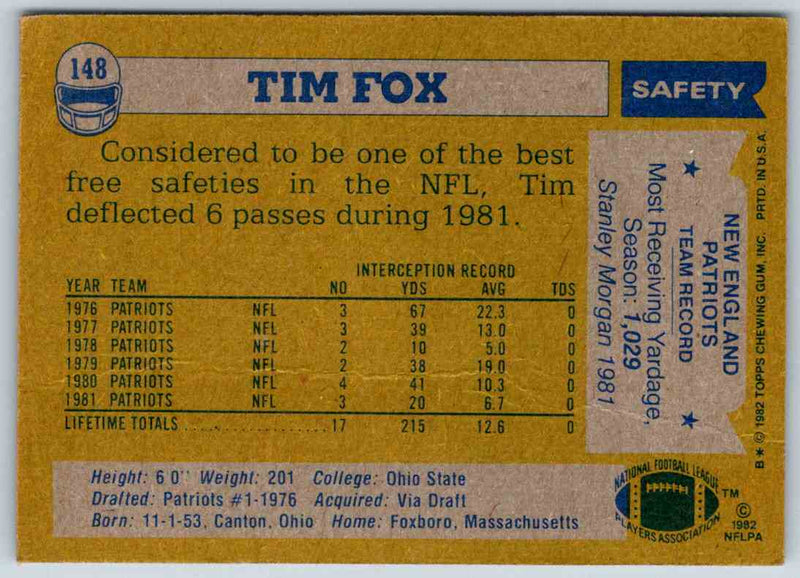 148
TIM FOX
SAFETY
Considered to be one of the best
free safeties in the NFL, Tim
deflected 6 passes during 1981.
INTERCEPTION RECORD
YEAR TEAM NO YDS AVG TDS
1976 PATRIOTS NFL 3 67 22.3 0
1977 PATRIOTS NFL 3 39 13.0 0
1978 PATRIOTS NFL 2 10 5.0 0
1979 PATRIOTS NFL 2 38 19.0 0
1980 PATRIOTS NFL 4 41 10.3 0
1981 PATRIOTS NFL 3 20 6.7 0
LIFETIME TOTALS .................. 17 215 12.6 0
Height: 6 0" Weight: 201 College: Ohio State
Drafted: Patriots #1-1976 Acquired: Via Draft
Born: 11-1-53, Canton, Ohio Home: Foxboro, Massachusetts
NEW ENGLAND
PATRIOTS
★ TEAM RECORD ★
Most Receiving Yardage,
Season: 1,029
Stanley Morgan 1981
B★ © 1982 TOPPS CHEWING GUM, INC. PRTD. IN U.S.A.
NATIONAL FOOTBALL LEAGUE
PLAYERS ASSOCIATION
TM
©
1982
NFLPA